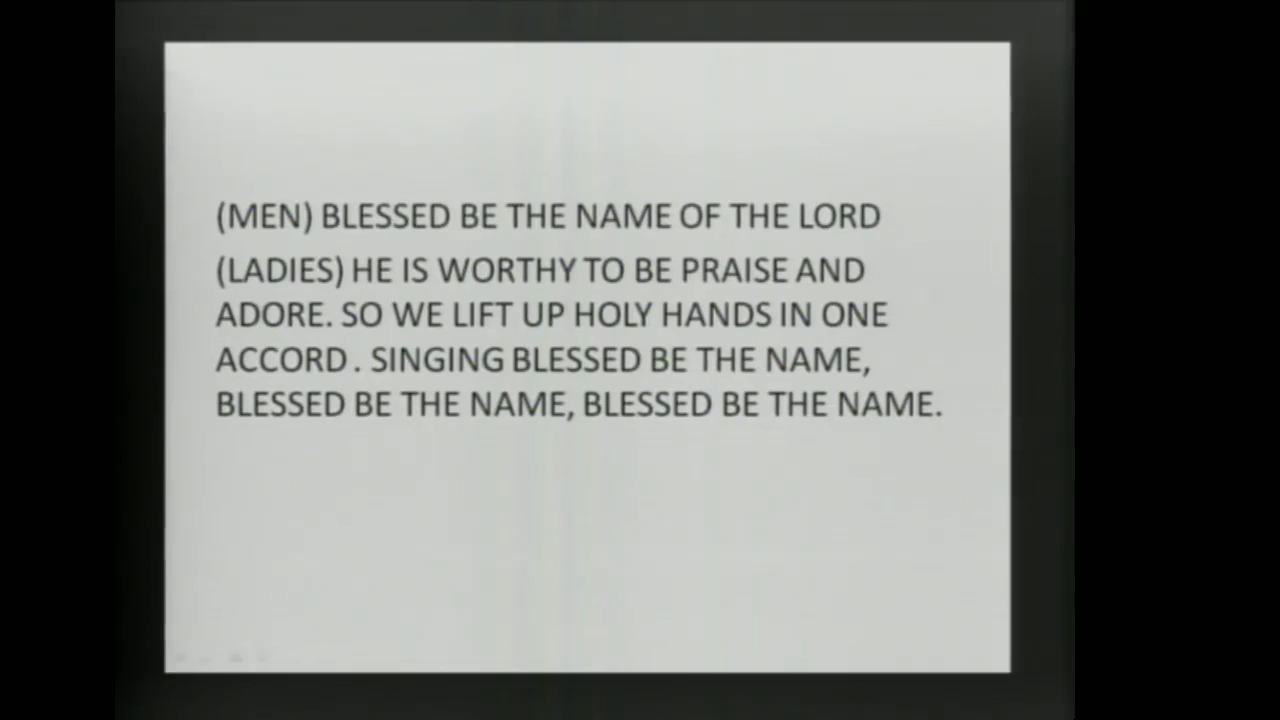 (MEN) BLESSED BE THE NAME OF THE LORD
(LADIES) HE IS WORTHY TO BE PRAISE AND
ADORE. SO WE LIFT UP HOLY HANDS IN ONE
ACCORD . SINGING BLESSED BE THE NAME,
BLESSED BE THE NAME, BLESSED BE THE NAME.